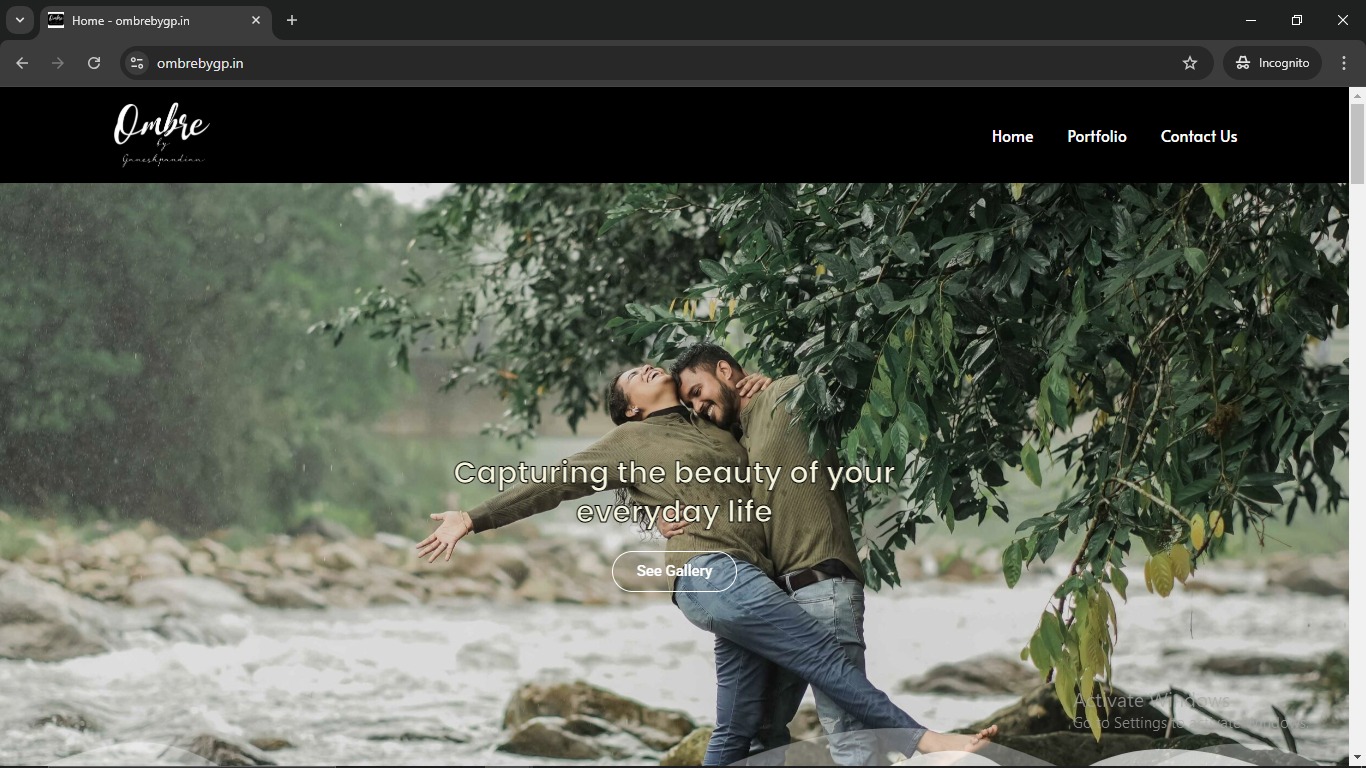 Home - ombrebygp.in
ombrebygp.in
Incognito
Ombre
by
Ganeshpandian
Home
Portfolio
Contact Us
Capturing the beauty of your
everyday life
See Gallery
Activate Windows
Go to Settings to activate Windows.